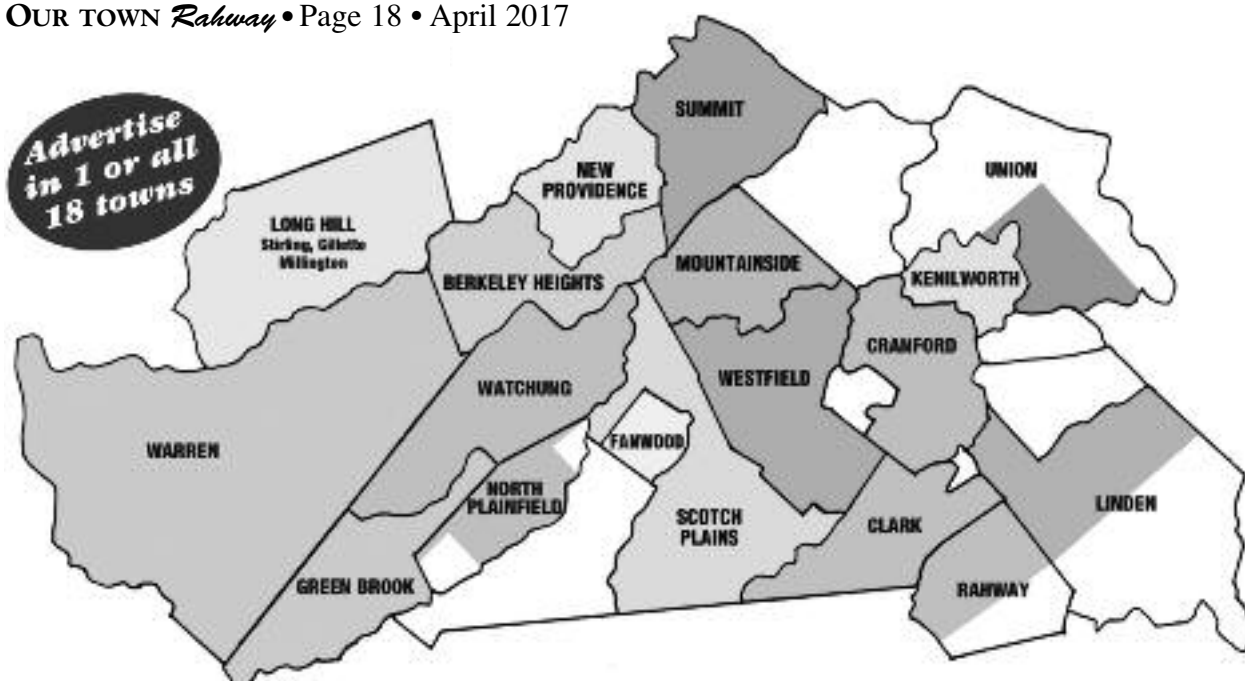 OUR TOWN Rahway • Page 18 • April 2017
Advertise
in 1 or all
18 towns
SUMMIT
NEW
PROVIDENCE
UNION
LONG HILL
Stirling, Gillette
Millington
BERKELEY HEIGHTS
MOUNTAINSIDE
KENILWORTH
CRANFORD
WATCHUNG
WESTFIELD
WARREN
FANWOOD
NORTH
PLAINFIELD
LINDEN
SCOTCH
PLAINS
CLARK
GREEN BROOK
RAHWAY